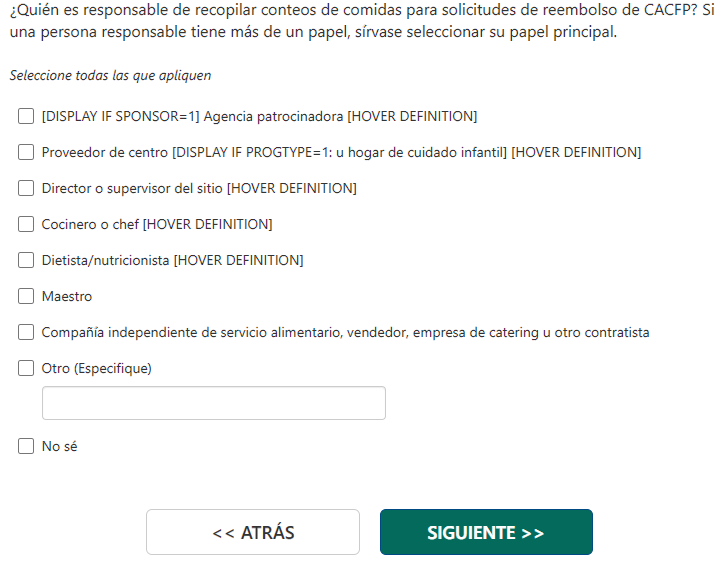 ¿Quién es responsable de recopilar conteos de comidas para solicitudes de reembolso de CACFP? Si
una persona responsable tiene más de un papel, sírvase seleccionar su papel principal.
Seleccione todas las que apliquen
[DISPLAY IF SPONSOR=1] Agencia patrocinadora [HOVER DEFINITION]
Proveedor de centro [DISPLAY IF PROGTYPE=1: u hogar de cuidado infantil] [HOVER DEFINITION]
Director o supervisor del sitio [HOVER DEFINITION]
Cocinero o chef [HOVER DEFINITION]
Dietista/nutricionista [HOVER DEFINITION]
Maestro
Compañía independiente de servicio alimentario, vendedor, empresa de catering u otro contratista
Otro (Especifique)
No sé
<< ATRÁS
SIGUIENTE >>